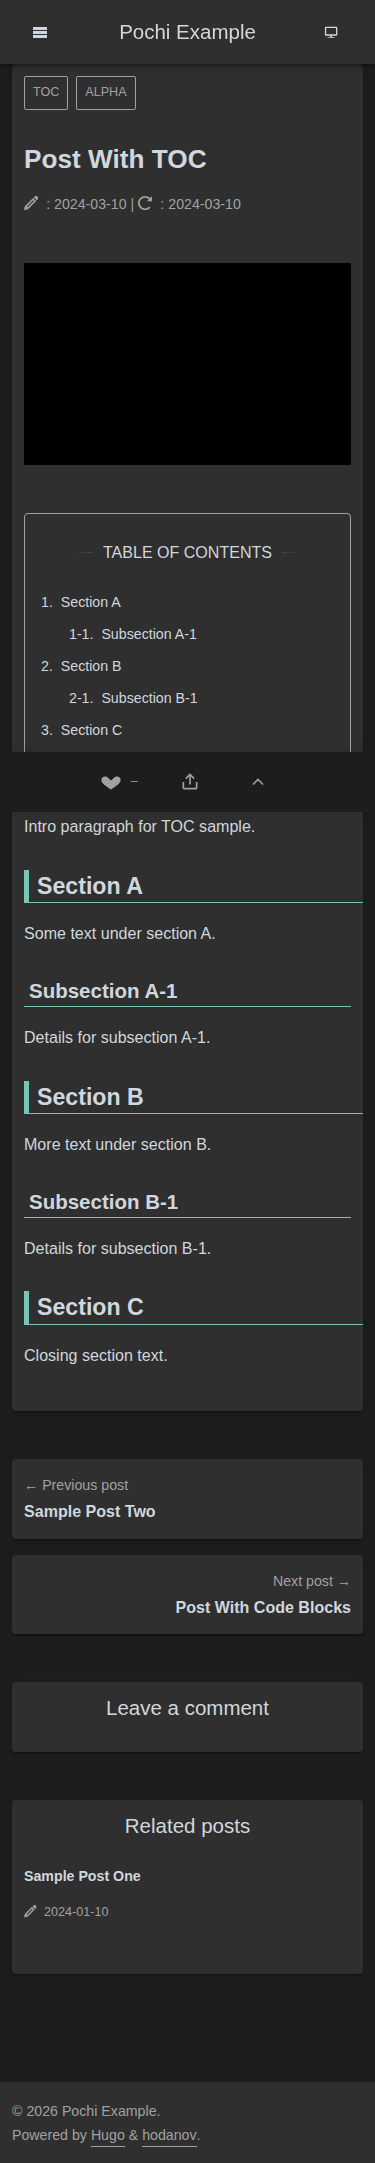 Pochi Example
TOC ALPHA
Post With TOC
: 2024-03-10 | : 2024-03-10
TABLE OF CONTENTS
1. Section A
1-1. Subsection A-1
2. Section B
2-1. Subsection B-1
3. Section C
–
Intro paragraph for TOC sample.
Section A
Some text under section A.
Subsection A-1
Details for subsection A-1.
Section B
More text under section B.
Subsection B-1
Details for subsection B-1.
Section C
Closing section text.
← Previous post
Sample Post Two
Next post →
Post With Code Blocks
Leave a comment
Related posts
Sample Post One
2024-01-10
© 2026 Pochi Example.
Powered by Hugo & hodanov.